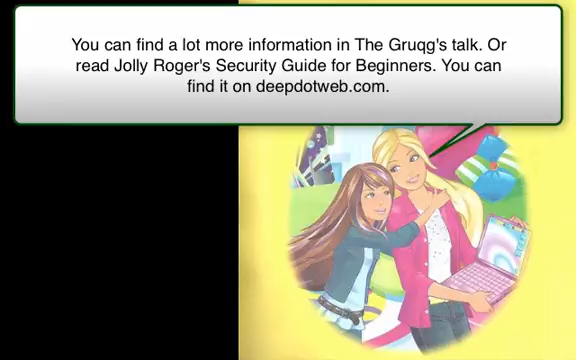 You can find a lot more information in The Gruqg's talk. Or
read Jolly Roger's Security Guide for Beginners. You can
find it on deepdotweb.com.